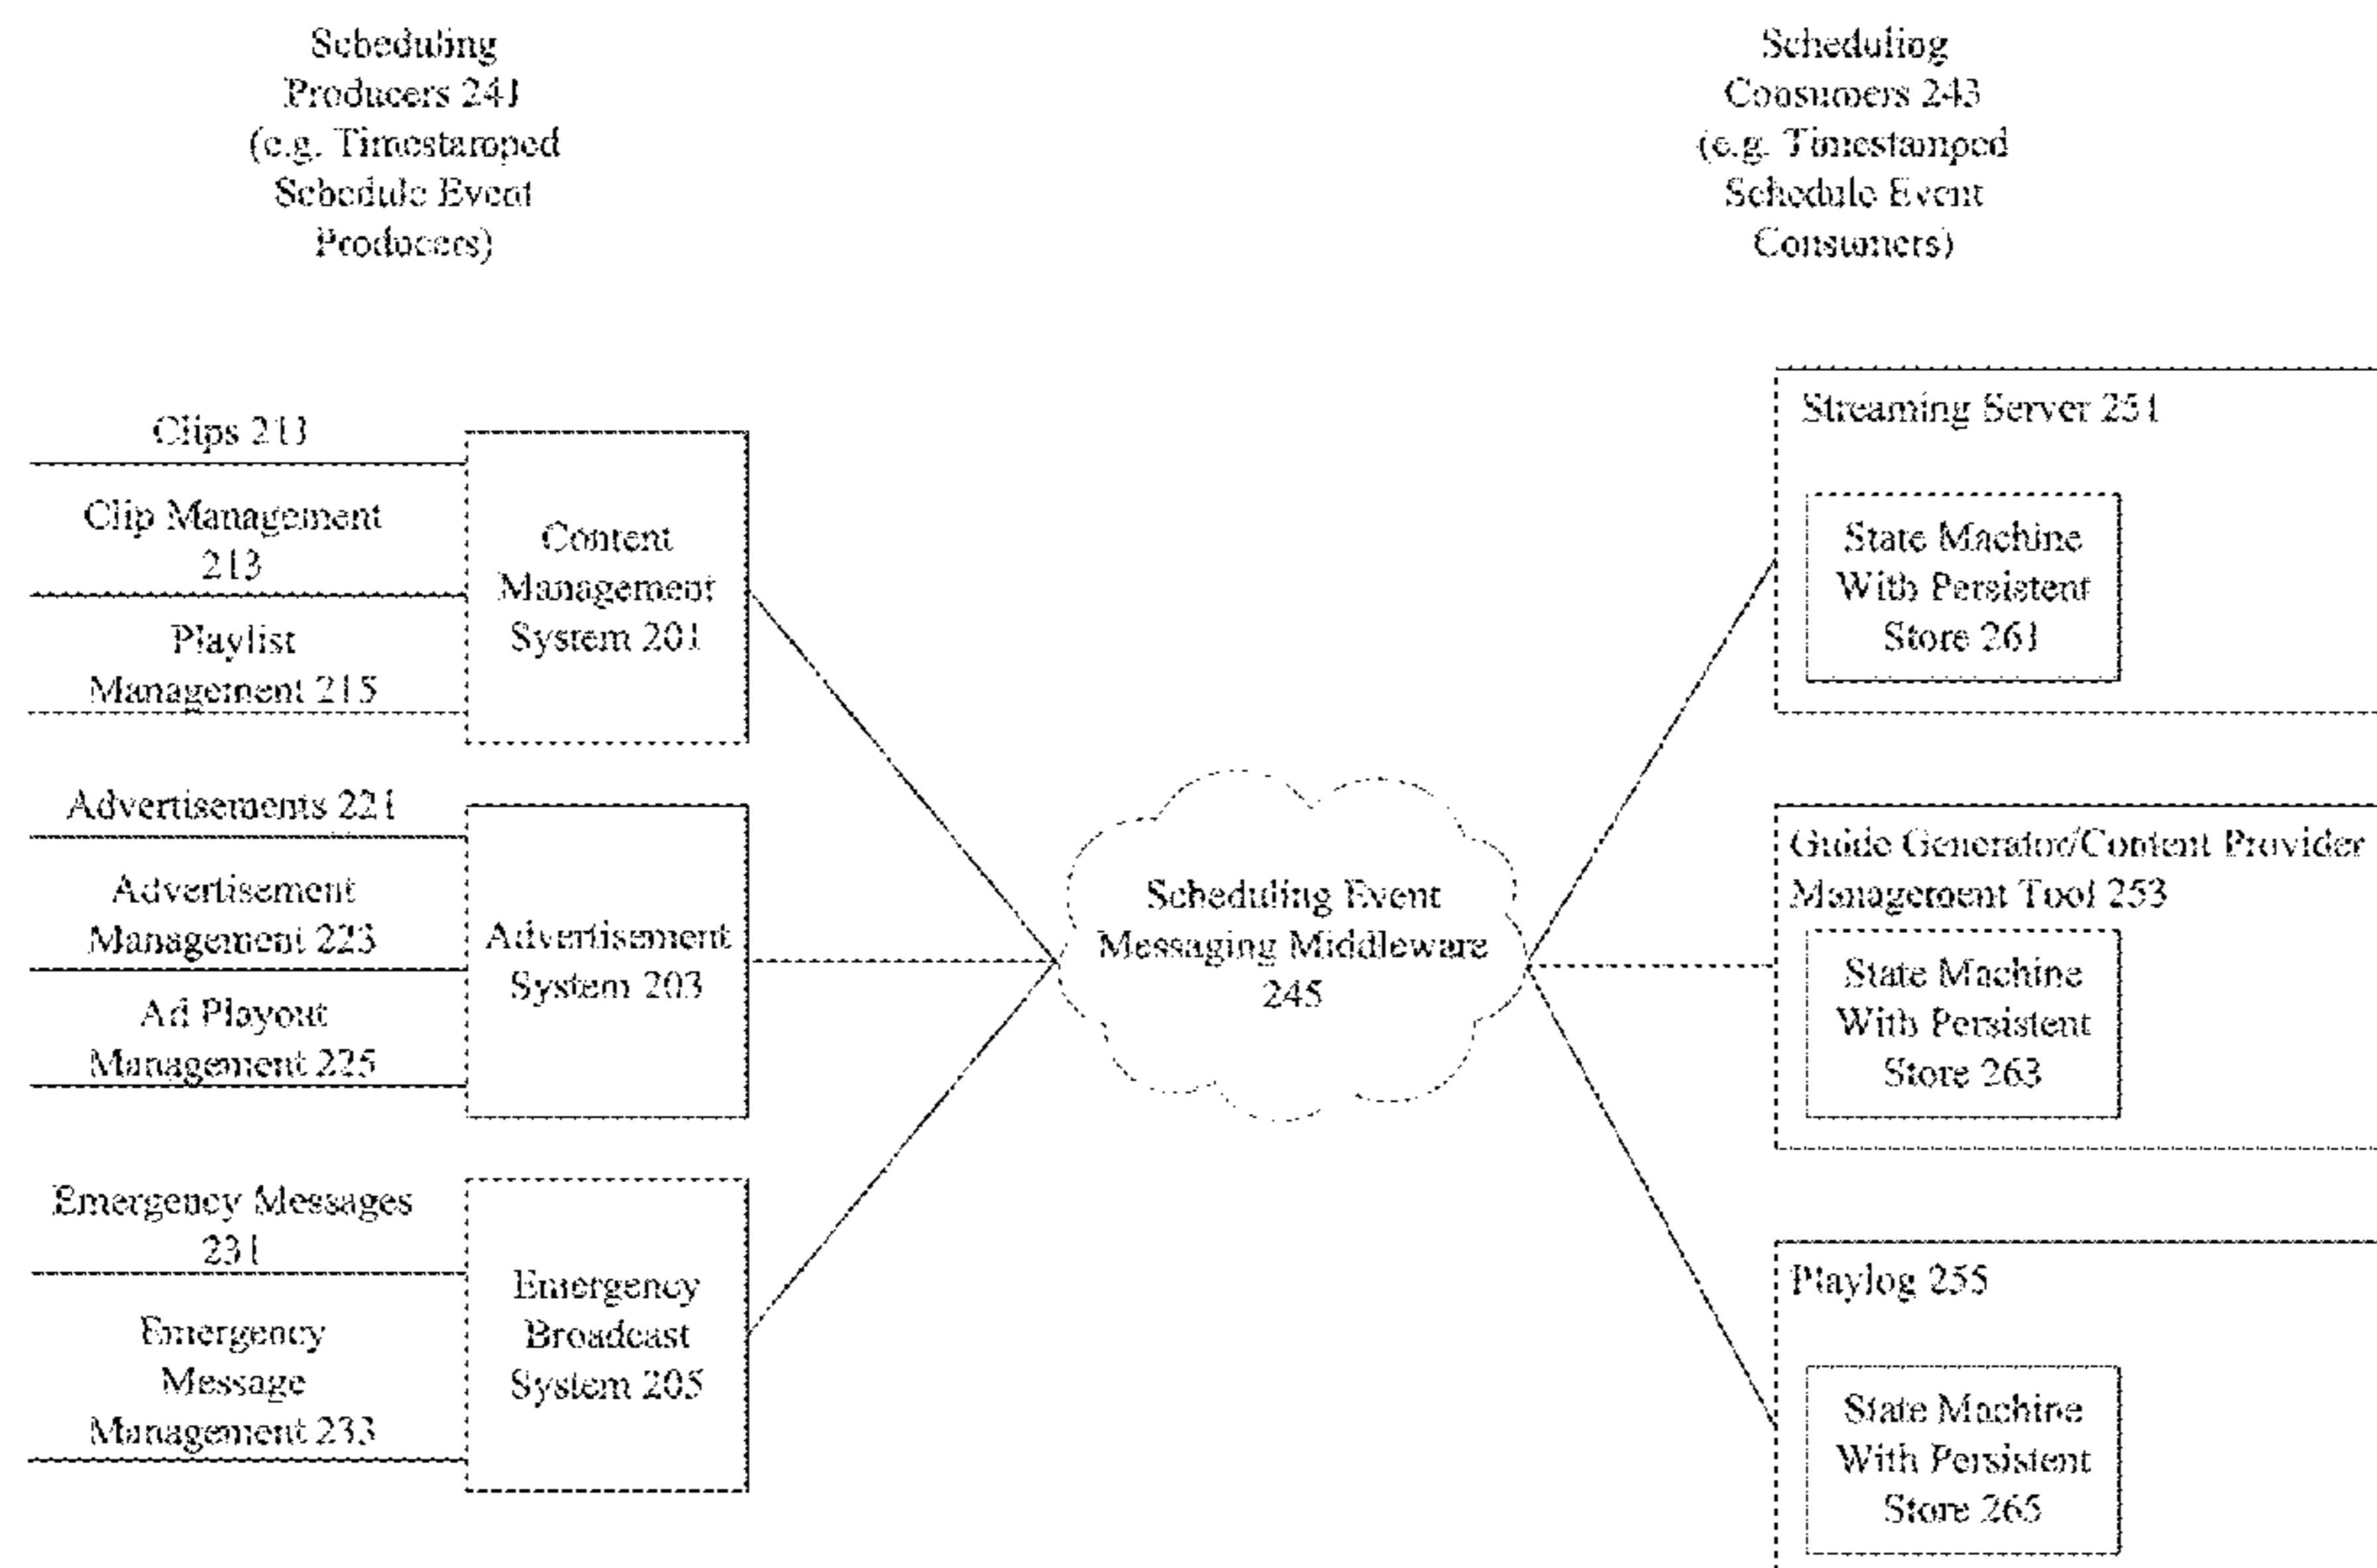 Scheduling
Producers 241
(e.g. Timestamped
Schedule Event
Producers)
Scheduling
Consumers 243
(e.g. Timestamped
Schedule Event
Consumers)
Clips 211
Clip Management
213
Playlist
Management 215
Content
Management
System 201
Advertisements 221
Advertisement
Management 223
Ad Playout
Management 225
Advertisement
System 203
Emergency Messages
231
Emergency
Message
Management 233
Emergency
Broadcast
System 205
Scheduling Event
Messaging Middleware
245
Streaming Server 251
State Machine
With Persistent
Store 261
Guide Generator/Content Provider
Management Tool 253
State Machine
With Persistent
Store 263
Playlog 255
State Machine
With Persistent
Store 265